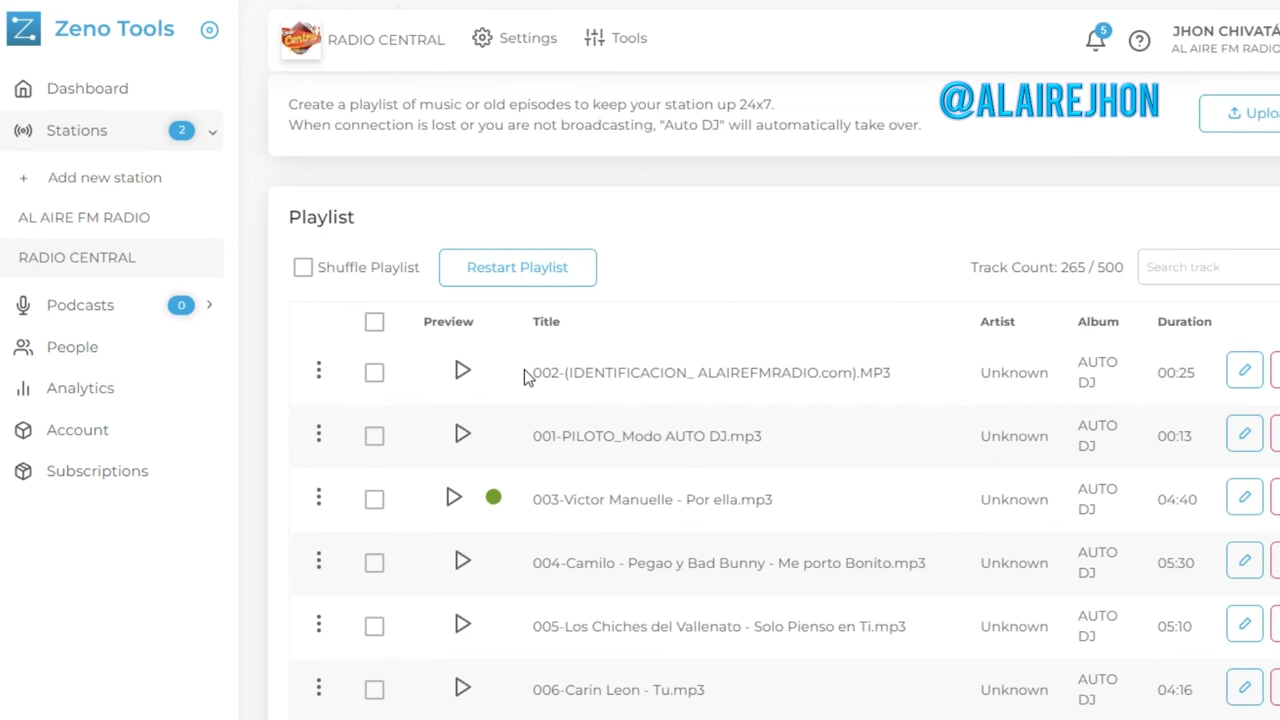 Zeno Tools
Dashboard
Stations 2
+ Add new station
AL AIRE FM RADIO
RADIO CENTRAL
Podcasts 0
People
Analytics
Account
Subscriptions
Central
RADIO CENTRAL Settings Tools
5
JHON CHIVATÁ
AL AIRE FM RADIO
Create a playlist of music or old episodes to keep your station up 24x7.
When connection is lost or you are not broadcasting, "Auto DJ" will automatically take over.
@ALAIREJHON
Uplo
Playlist
Shuffle Playlist Restart Playlist Track Count: 265 / 500 Search track
Preview Title Artist Album Duration
002-(IDENTIFICACION_ ALAIREFMRADIO.com).MP3 Unknown AUTO DJ 00:25
001-PILOTO_Modo AUTO DJ.mp3 Unknown AUTO DJ 00:13
003-Victor Manuelle - Por ella.mp3 Unknown AUTO DJ 04:40
004-Camilo - Pegao y Bad Bunny - Me porto Bonito.mp3 Unknown AUTO DJ 05:30
005-Los Chiches del Vallenato - Solo Pienso en Ti.mp3 Unknown AUTO DJ 05:10
006-Carin Leon - Tu.mp3 Unknown AUTO DJ 04:16